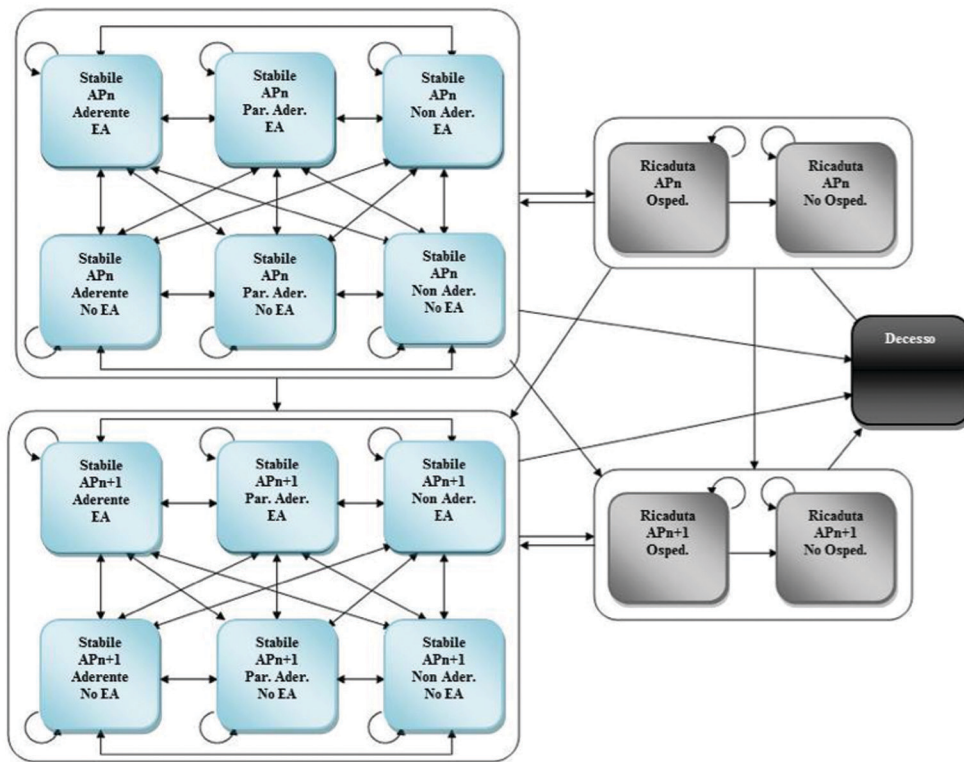 Stabile
APn
Aderente
EA
Stabile
APn
Par. Ader.
EA
Stabile
APn
Non Ader.
EA
Stabile
APn
Aderente
No EA
Stabile
APn
Par. Ader.
No EA
Stabile
APn
Non Ader.
No EA
Ricaduta
APn
Osped.
Ricaduta
APn
No Osped.
Decesso
Stabile
APn+1
Aderente
EA
Stabile
APn+1
Par. Ader.
EA
Stabile
APn+1
Non Ader.
EA
Stabile
APn+1
Aderente
No EA
Stabile
APn+1
Par. Ader.
No EA
Stabile
APn+1
Non Ader.
No EA
Ricaduta
APn+1
Osped.
Ricaduta
APn+1
No Osped.